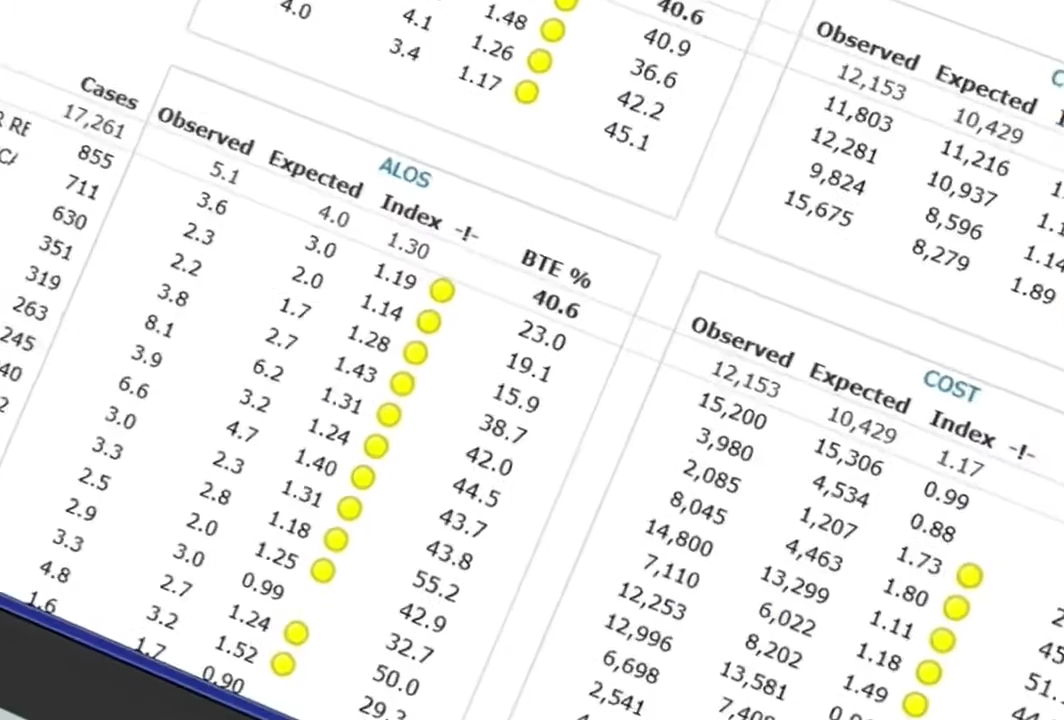 40.6
40.9
1.48 36.6
4.1 1.26 42.2
4.0 3.4 1.17 45.1
Observed Expected
12,153 10,429
11,803 11,216
12,281 10,937 1.1
9,824 8,596 1.14
15,675 8,279 1.89
Cases
17,261
855
711
630
351
319
263
245
ALOS
Observed Expected Index -!- BTE %
5.1 4.0 1.30 40.6
3.6 3.0 1.19 23.0
2.3 2.0 1.14 19.1
2.2 1.7 1.28 15.9
3.8 2.7 1.43 38.7
8.1 6.2 1.31 42.0
3.9 3.2 1.24 44.5
6.6 4.7 1.40 43.7
3.0 2.3 1.31 43.8
3.3 2.8 1.18 55.2
2.5 2.0 1.25 42.9
2.9 3.0 0.99 32.7
3.3 2.7 1.24 50.0
4.8 3.2 1.52
1.6 1.7 0.90
COST
Observed Expected Index -!-
12,153 10,429 1.17
15,200 15,306 0.99
3,980 4,534 0.88
2,085 1,207 1.73
8,045 4,463 1.80
14,800 13,299 1.11
7,110 6,022 1.18
12,253 8,202 1.49
12,996 13,581
6,698
2,541